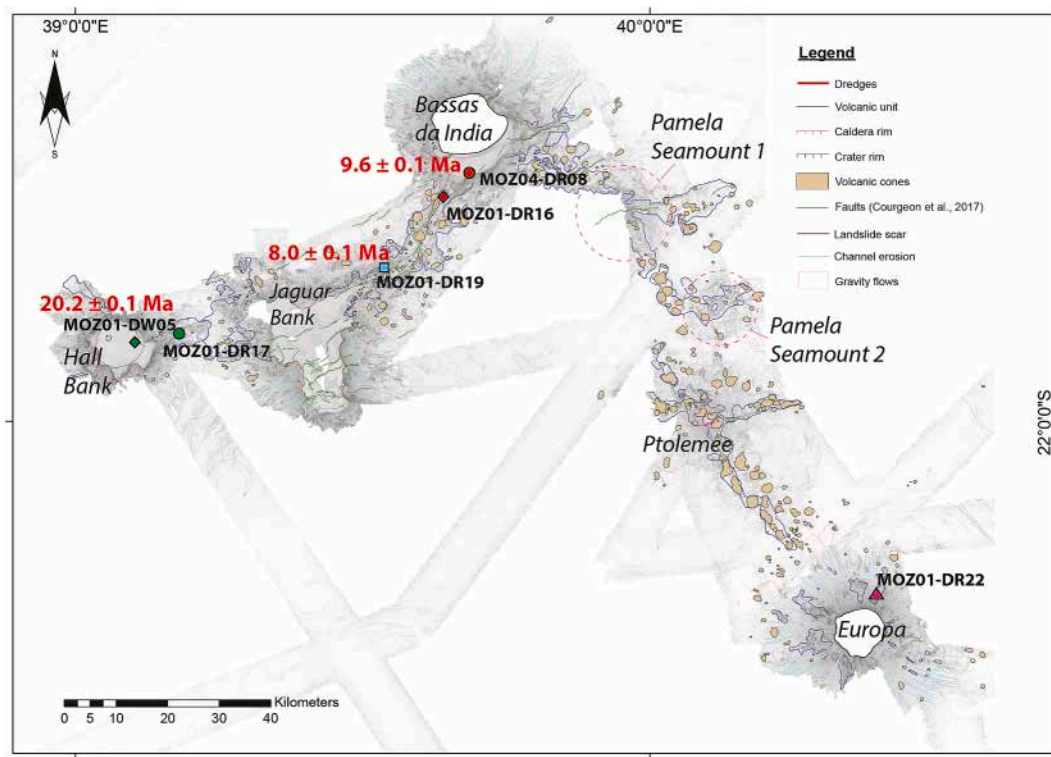 39°0'0"E
40°0'0"E
N
S
Legend
Dredges
Volcanic unit
Caldera rim
Crater rim
Volcanic cones
Faults (Courgeon et al., 2017)
Landslide scar
Channel erosion
Gravity flows
Bassas
da India
Pamela
Seamount 1
9.6 ± 0.1 Ma
MOZ04-DR08
MOZ01-DR16
8.0 ± 0.1 Ma
MOZ01-DR19
Jaguar
Bank
20.2 ± 0.1 Ma
MOZ01-DW05
MOZ01-DR17
Hall
Bank
Pamela
Seamount 2
22°0'0"S
Ptolemee
MOZ01-DR22
Europa
Kilometers
0 5 10 20 30 40